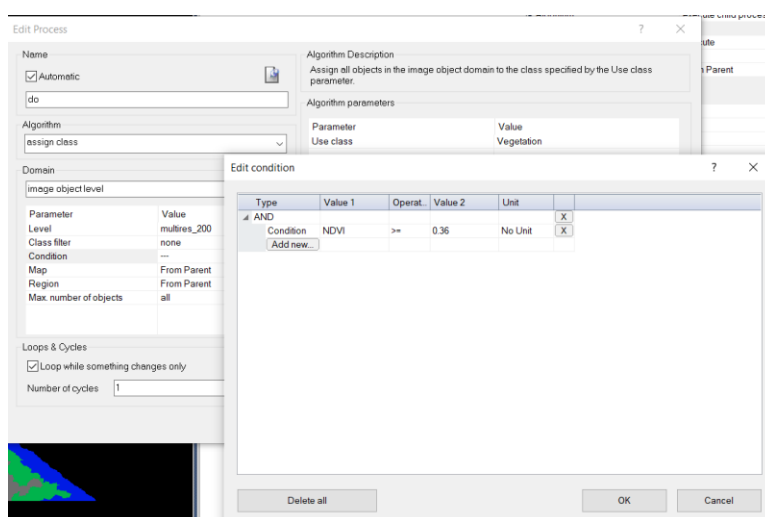 Edit Process ? ×
Name
Automatic
do
Algorithm
assign class
Domain
image object level
Parameter Value
Level multires_200
Class filter none
Condition ---
Map From Parent
Region From Parent
Max. number of objects all
Loops & Cycles
Loop while something changes only
Number of cycles 1
Algorithm Description
Assign all objects in the image object domain to the class specified by the Use class
parameter.
Algorithm parameters
Parameter Value
Use class Vegetation
Parent
Edit condition ? ×
Type Value 1 Operat.. Value 2 Unit
AND X
Condition NDVI >= 0.36 No Unit X
Add new...
Delete all OK Cancel